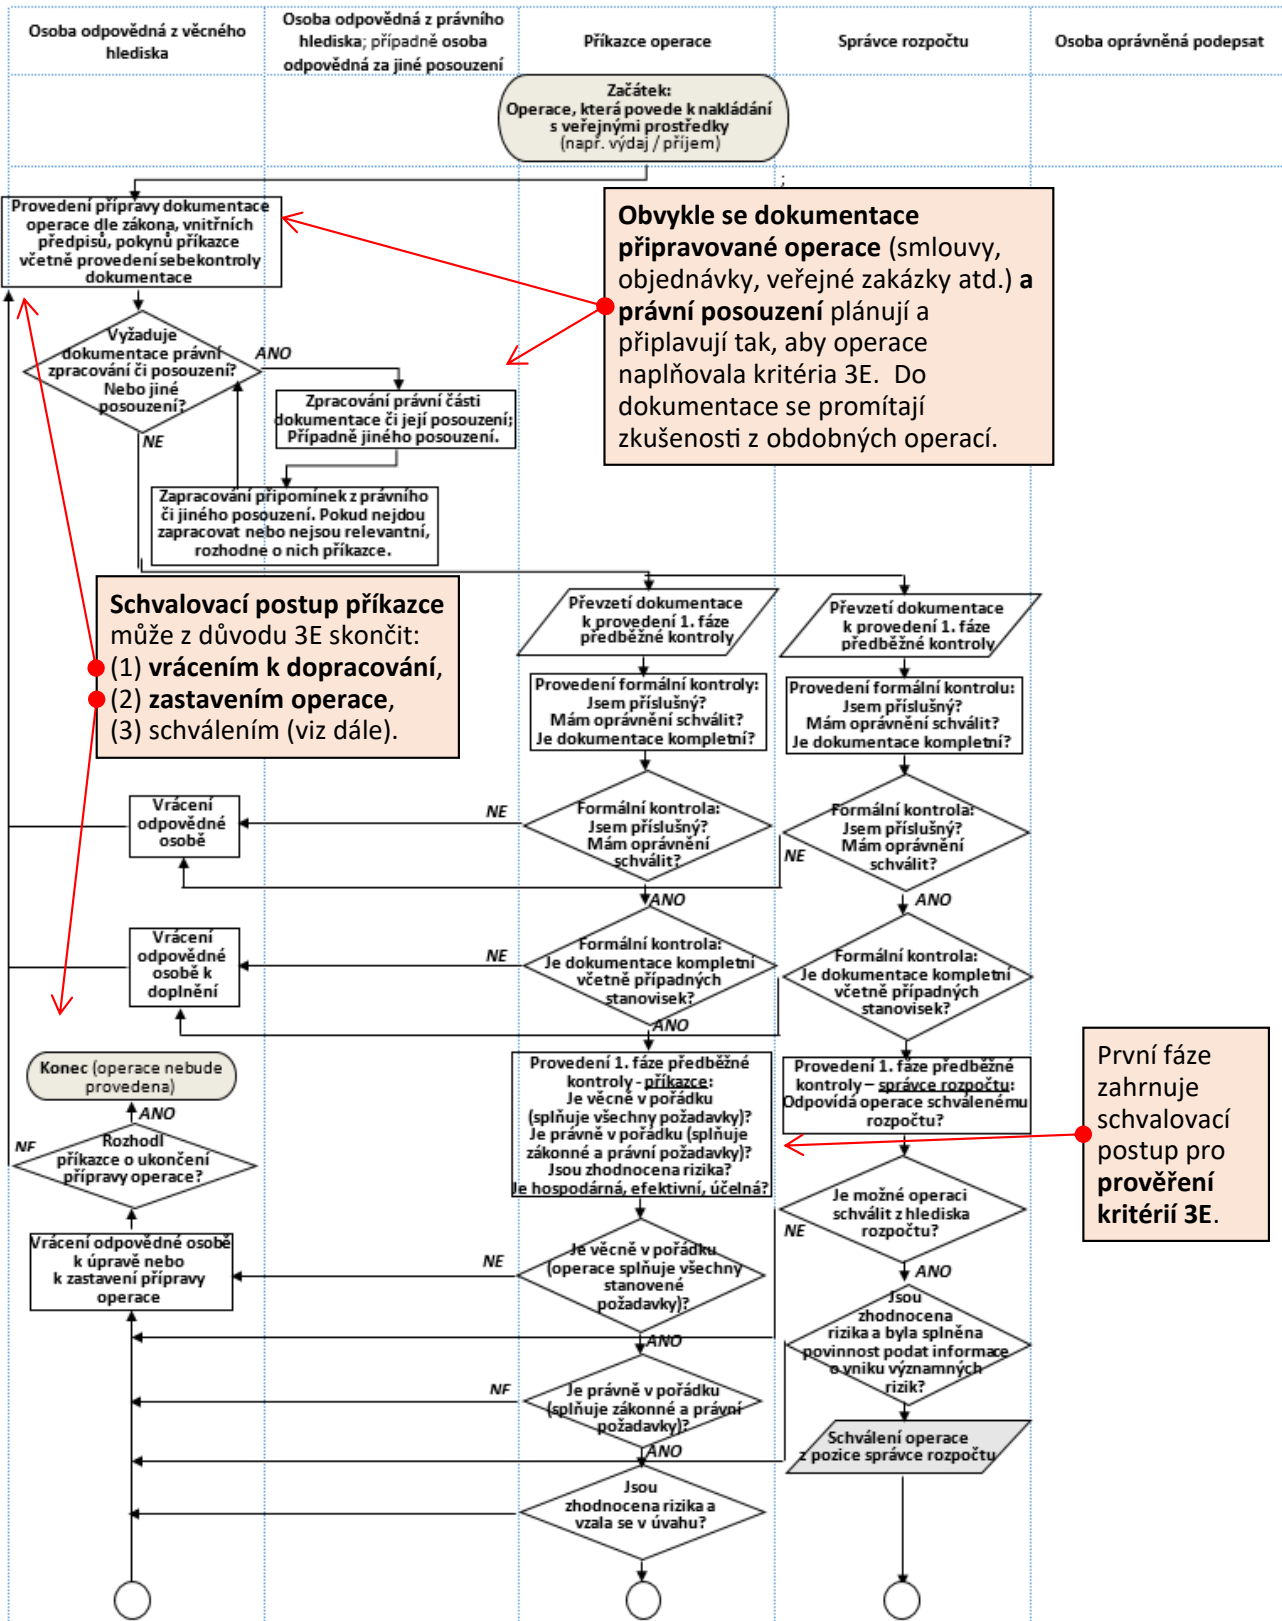 Osoba odpovědná z věcného
hlediska
Osoba odpovědná z právního
hlediska; případně osoba
odpovědná za jiné posouzení
Příkazce operace
Správce rozpočtu
Osoba oprávněná podepsat
Začátek:
Operace, která povede k nakládání
s veřejnými prostředky
(např. výdaj / příjem)
;
Provedení přípravy dokumentace
operace dle zákona, vnitřních
předpisů, pokynů příkazce
včetně provedení sebekontroly
dokumentace
Obvykle se dokumentace
připravované operace (smlouvy,
objednávky, veřejné zakázky atd.) a
právní posouzení plánují a
připlavují tak, aby operace
naplňovala kritéria 3E. Do
dokumentace se promítají
zkušenosti z obdobných operací.
Vyžaduje
dokumentace právní
zpracování či posouzení?
Nebo jiné
posouzení?
ANO
NE
Zpracování právní části
dokumentace či její posouzení;
Případně jiného posouzení.
Zapracování připomínek z právního
či jiného posouzení. Pokud nejdou
zapracovat nebo nejsou relevantní,
rozhodne o nich příkazce.
Schvalovací postup příkazce
může z důvodu 3E skončit:
(1) vrácením k dopracování,
(2) zastavením operace,
(3) schválením (viz dále).
Převzetí dokumentace
k provedení 1. fáze
předběžné kontroly
Převzetí dokumentace
k provedení 1. fáze
předběžné kontroly
Provedení formální kontroly:
Jsem příslušný?
Mám oprávnění schválit?
Je dokumentace kompletní?
Provedení formální kontrolu:
Jsem příslušný?
Mám oprávnění schválit?
Je dokumentace kompletní?
Vrácení
odpovědné
osobě
NE
Formální kontrola:
Jsem příslušný?
Mám oprávnění
schválit?
NE
Formální kontrola:
Jsem příslušný?
Mám oprávnění
schválit?
ANO
ANO
Vrácení
odpovědné
osobě k
doplnění
NE
Formální kontrola:
Je dokumentace kompletní
včetně případných
stanovisek?
Formální kontrola:
Je dokumentace kompletní
včetně případných
stanovisek?
ANO
Konec (operace nebude
provedena)
ANO
NE
Rozhodl
příkazce o ukončení
přípravy operace?
Provedení 1. fáze předběžné
kontroly - příkazce:
Je věcně v pořádku
(splňuje všechny požadavky)?
Je právně v pořádku (splňuje
zákonné a právní požadavky)?
Jsou zhodnocena rizika?
Je hospodárná, efektivní, účelná?
Provedení 1. fáze předběžné
kontroly – správce rozpočtu:
Odpovídá operace schválenému
rozpočtu?
První fáze
zahrnuje
schvalovací
postup pro
prověření
kritérií 3E.
Je možné operaci
schválit z hlediska
rozpočtu?
NE
ANO
Vrácení odpovědné osobě
k úpravě nebo
k zastavení přípravy
operace
NE
Je věcně v pořádku
(operace splňuje všechny
stanovené
požadavky)?
ANO
Jsou
zhodnocena
rizika a byla splněna
povinnost podat informace
o vniku významných
rizik?
NE
Je právně v pořádku
(splňuje zákonné a právní
požadavky)?
ANO
Schválení operace
z pozice správce rozpočtu
Jsou
zhodnocena rizika a
vzala se v úvahu?